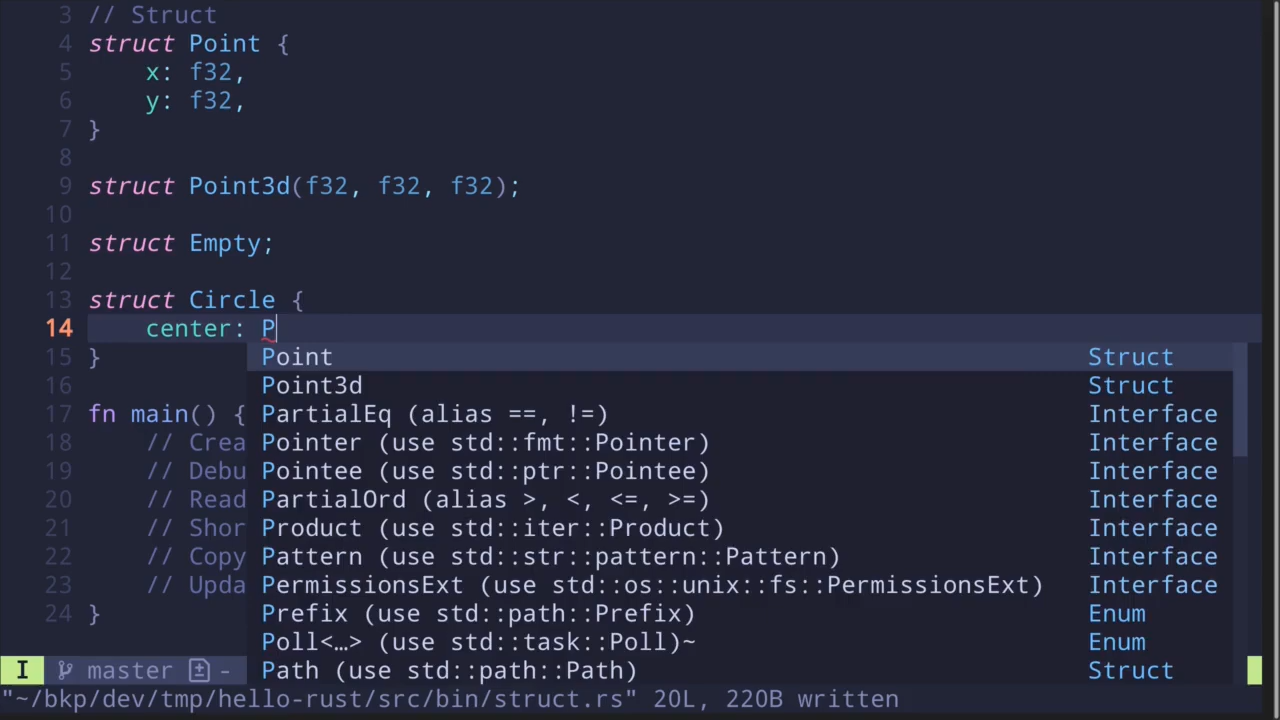 3 // Struct
4 struct Point {
5     x: f32,
6     y: f32,
7 }
8
9 struct Point3d(f32, f32, f32);
10
11 struct Empty;
12
13 struct Circle {
14     center: P
15 } Point Struct
16 Point3d Struct
17 fn main() { PartialEq (alias ==, !=) Interface
18     // Crea Pointer (use std::fmt::Pointer) Interface
19     // Debu Pointee (use std::ptr::Pointee) Interface
20     // Read PartialOrd (alias >, <, <=, >=) Interface
21     // Shor Product (use std::iter::Product) Interface
22     // Copy Pattern (use std::str::pattern::Pattern) Interface
23     // Upda PermissionsExt (use std::os::unix::fs::PermissionsExt) Interface
24 } Prefix (use std::path::Prefix) Enum
Poll<…> (use std::task::Poll)~ Enum
I master - Path (use std::path::Path) Struct
"~/bkp/dev/tmp/hello-rust/src/bin/struct.rs" 20L, 220B written